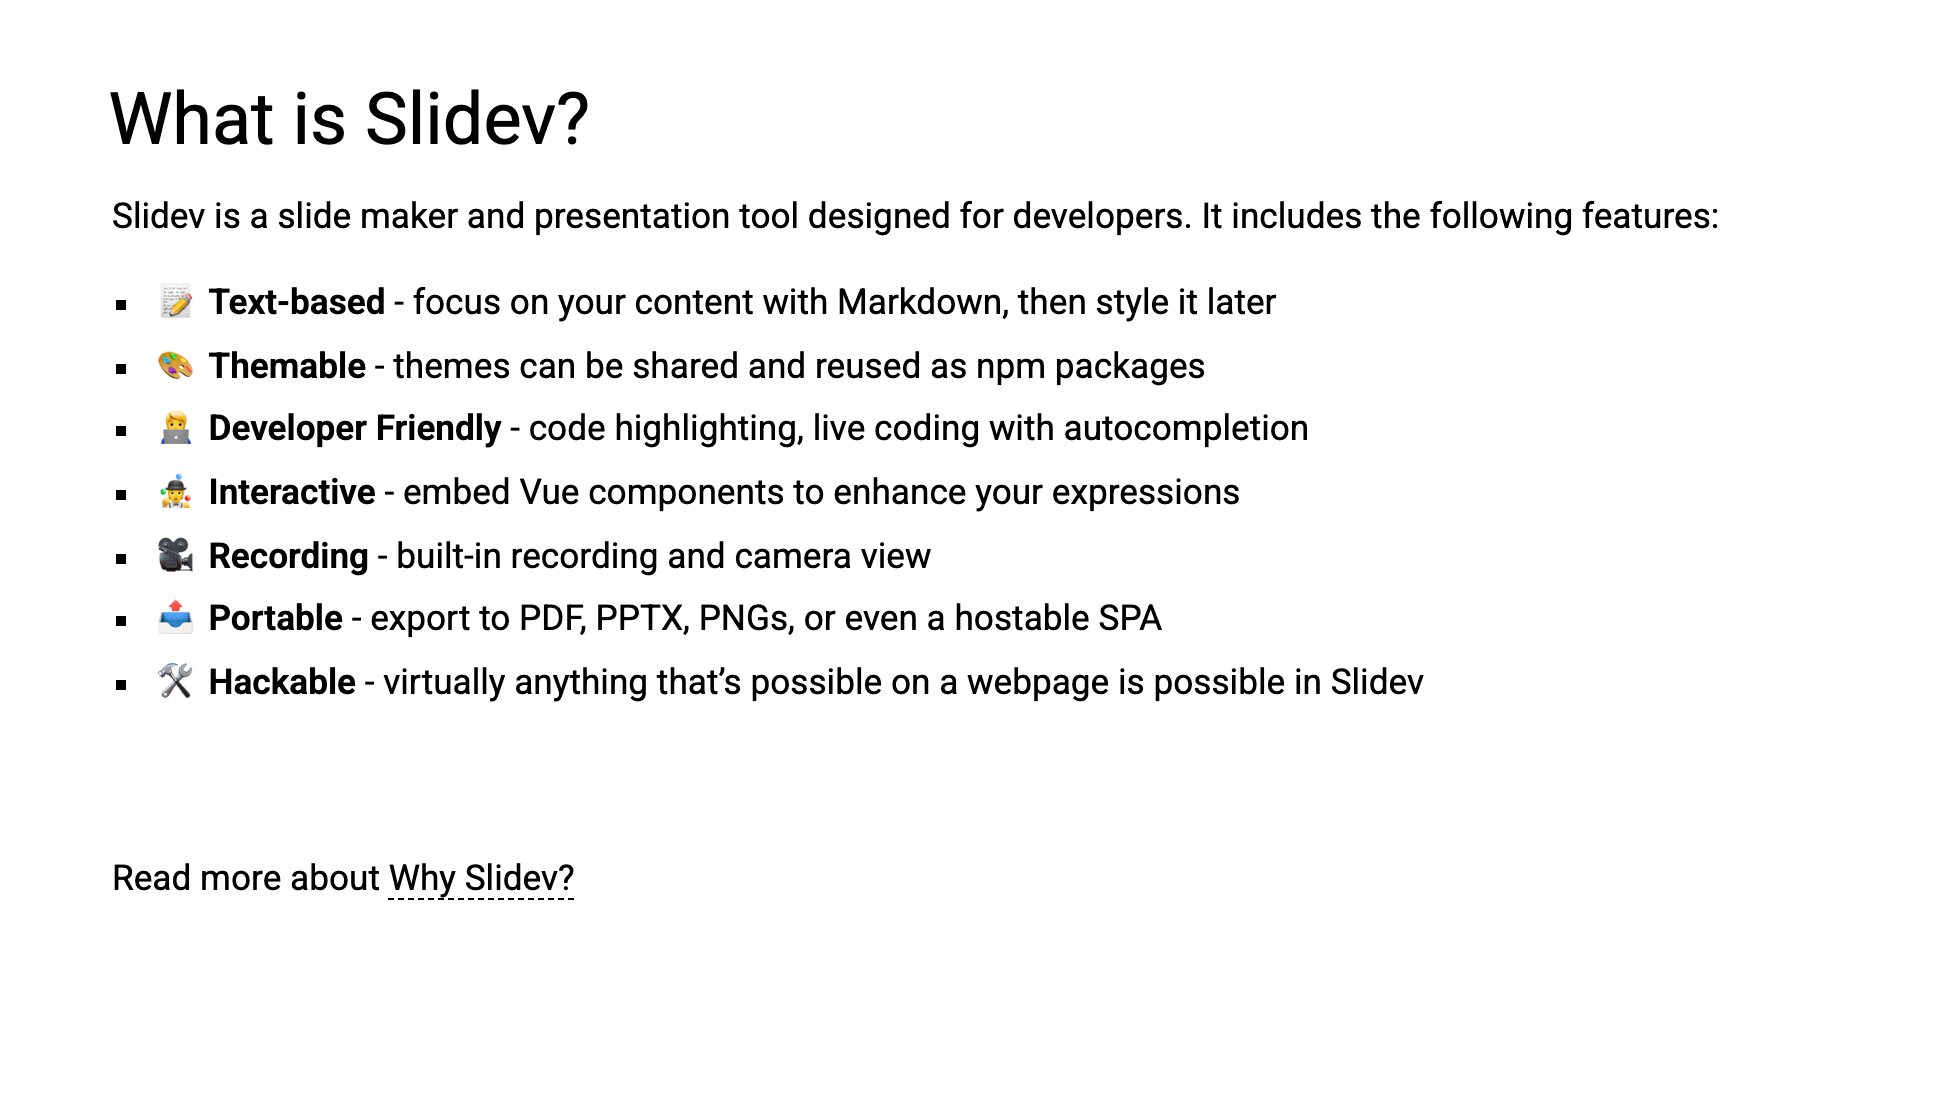 What is Slidev?
Slidev is a slide maker and presentation tool designed for developers. It includes the following features:
▪ 📝 Text-based - focus on your content with Markdown, then style it later
▪ 🎨 Themable - themes can be shared and reused as npm packages
▪ 🧑‍💻 Developer Friendly - code highlighting, live coding with autocompletion
▪ 🤹 Interactive - embed Vue components to enhance your expressions
▪ 🎥 Recording - built-in recording and camera view
▪ 📤 Portable - export to PDF, PPTX, PNGs, or even a hostable SPA
▪ 🛠 Hackable - virtually anything that’s possible on a webpage is possible in Slidev
Read more about Why Slidev?